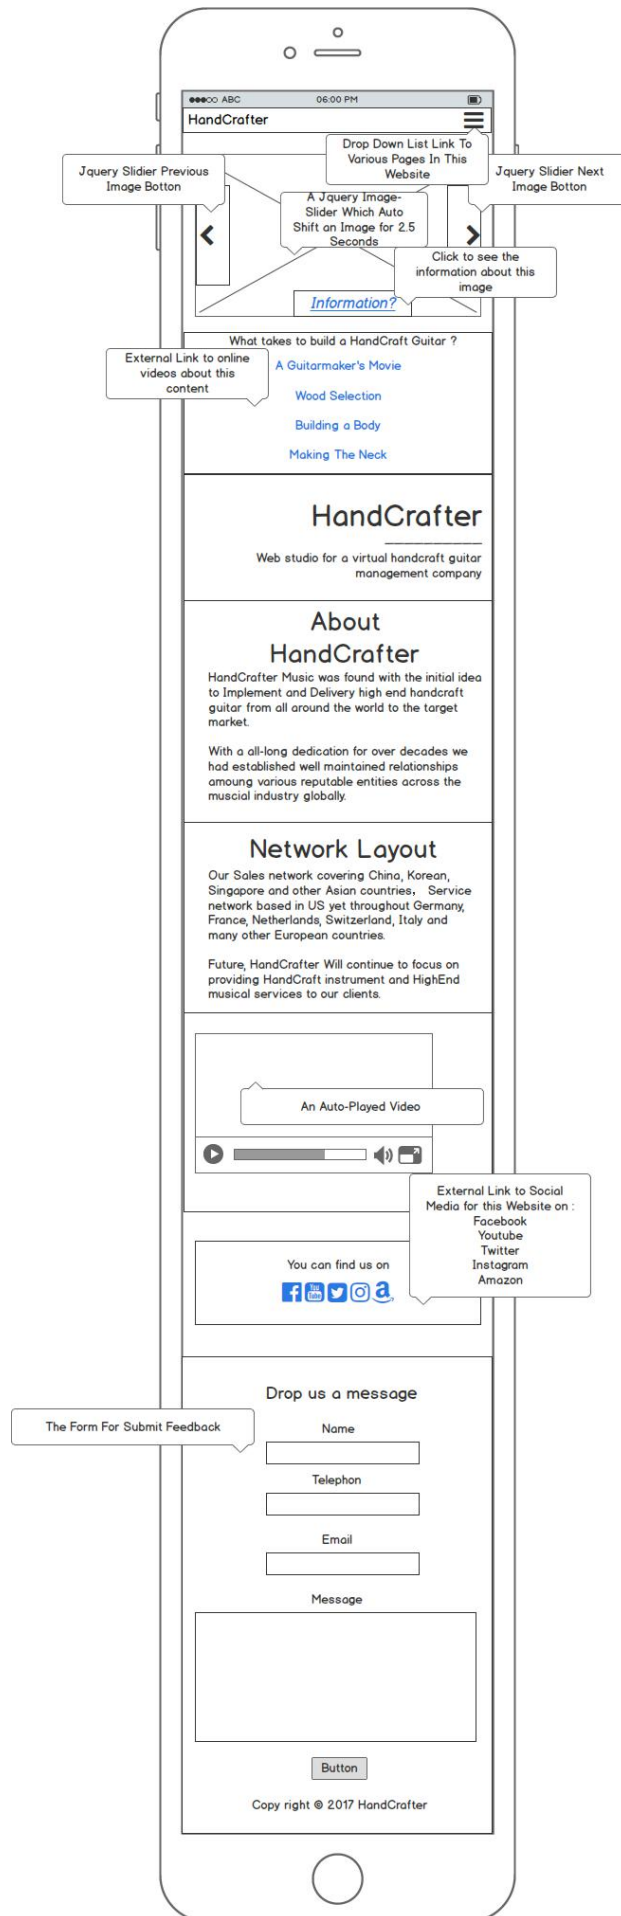 ABC
06:00 PM
HandCrafter
Drop Down List Link To
Various Pages In This
Website
Jquery Slidier Previous
Image Botton
Jquery Slidier Next
Image Botton
A Jquery Image-
Slider Which Auto
Shift an Image for 2.5
Seconds
Click to see the
information about this
image
Information?
What takes to build a HandCraft Guitar ?
External Link to online
videos about this
content
A Guitarmaker's Movie
Wood Selection
Building a Body
Making The Neck
HandCrafter
Web studio for a virtual handcraft guitar
management company
About
HandCrafter
HandCrafter Music was found with the initial idea
to Implement and Delivery high end handcraft
guitar from all around the world to the target
market.
With a all-long dedication for over decades we
had established well maintained relationships
amoung various reputable entities across the
muscial industry globally.
Network Layout
Our Sales network covering China, Korean,
Singapore and other Asian countries， Service
network based in US yet throughout Germany,
France, Netherlands, Switzerland, Italy and
many other European countries.
Future, HandCrafter Will continue to focus on
providing HandCraft instrument and HighEnd
musical services to our clients.
An Auto-Played Video
External Link to Social
Media for this Website on :
Facebook
Youtube
Twitter
Instagram
Amazon
You can find us on
You
Tube
Drop us a message
The Form For Submit Feedback
Name
Telephon
Email
Message
Button
Copy right © 2017 HandCrafter